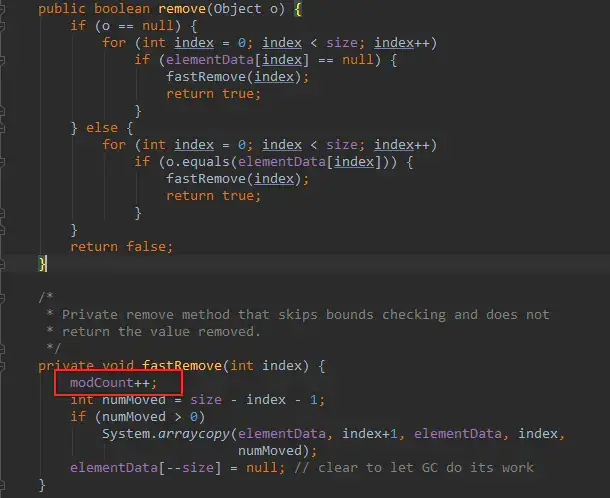 public boolean remove(Object o) {
if (o == null) {
for (int index = 0; index < size; index++)
if (elementData[index] == null) {
fastRemove(index);
return true;
}
} else {
for (int index = 0; index < size; index++)
if (o.equals(elementData[index])) {
fastRemove(index);
return true;
}
}
return false;
}
/*
* Private remove method that skips bounds checking and does not
* return the value removed.
*/
private void fastRemove(int index) {
modCount++;
int numMoved = size - index - 1;
if (numMoved > 0)
System.arraycopy(elementData, index+1, elementData, index,
numMoved);
elementData[--size] = null; // clear to let GC do its work
}